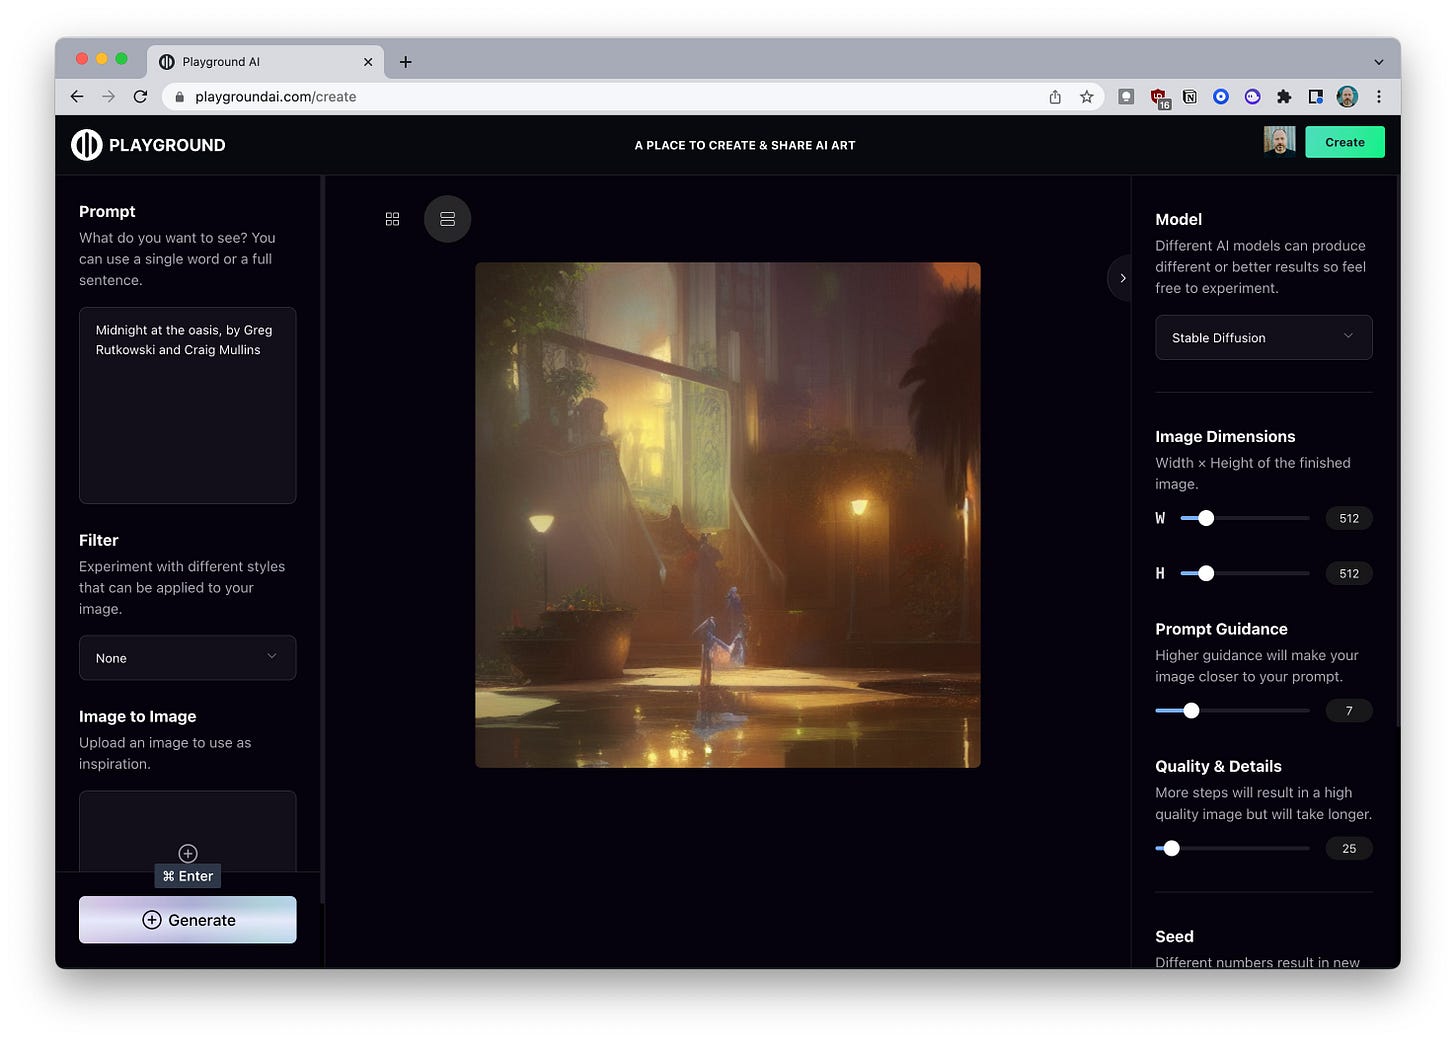 Playground AI
playgroundai.com/create
16
PLAYGROUND
A PLACE TO CREATE & SHARE AI ART
Create
Prompt
What do you want to see? You
can use a single word or a full
sentence.
Midnight at the oasis, by Greg
Rutkowski and Craig Mullins
Filter
Experiment with different styles
that can be applied to your
image.
None
Image to Image
Upload an image to use as
inspiration.
⌘ Enter
Generate
Model
Different AI models can produce
different or better results so feel
free to experiment.
Stable Diffusion
Image Dimensions
Width × Height of the finished
image.
W 512
H 512
Prompt Guidance
Higher guidance will make your
image closer to your prompt.
7
Quality & Details
More steps will result in a high
quality image but will take longer.
25
Seed
Different numbers result in new